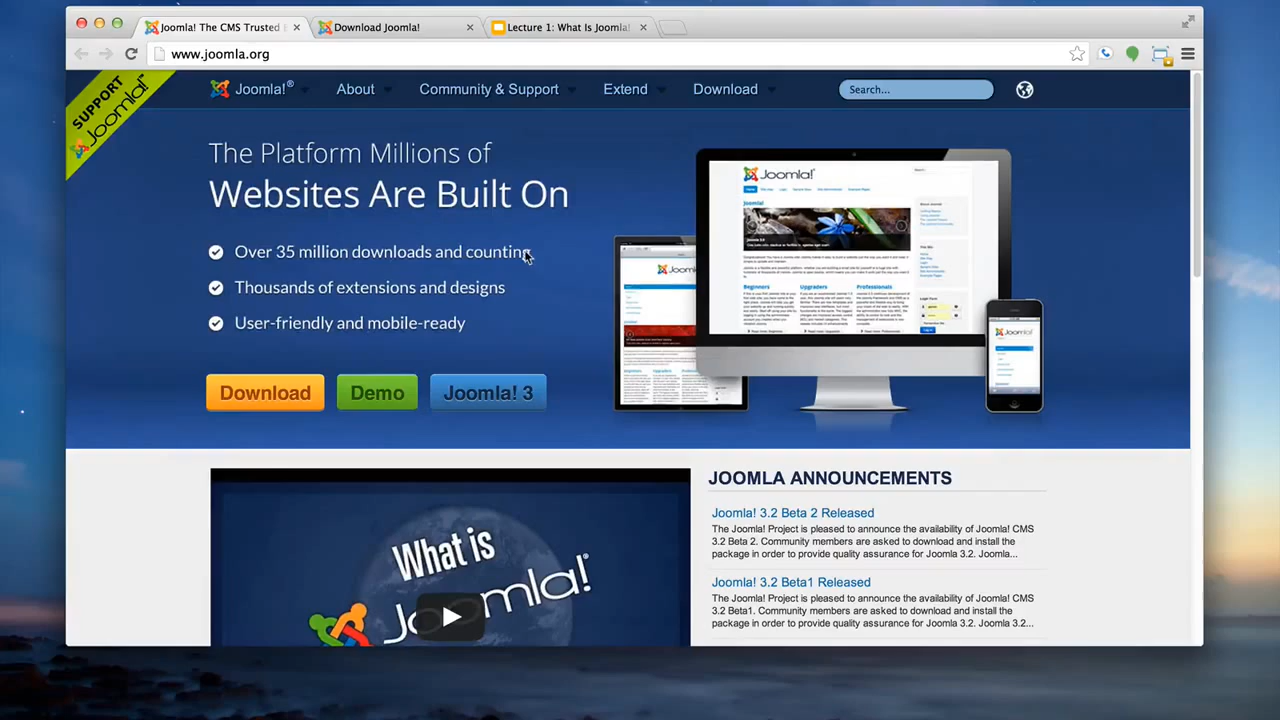 Joomla! The CMS Trusted
Download Joomla!
Lecture 1: What Is Joomla!
www.joomla.org
SUPPORT
Joomla!™
Joomla!®
About
Community & Support
Extend
Download
Search...
The Platform Millions of
Websites Are Built On
Over 35 million downloads and counting
Thousands of extensions and designs
User-friendly and mobile-ready
Download
Demo
Joomla! 3
Joomla!
Joomla!
Beginners
Upgraders
Professionals
Joomla!
What is
Joomla!
JOOMLA ANNOUNCEMENTS
Joomla! 3.2 Beta 2 Released
The Joomla! Project is pleased to announce the availability of Joomla! CMS
3.2 Beta 2. Community members are asked to download and install the
package in order to provide quality assurance for Joomla 3.2. Joomla...
Joomla! 3.2 Beta1 Released
The Joomla! Project is pleased to announce the availability of Joomla! CMS
3.2 Beta1. Community members are asked to download and install the
package in order to provide quality assurance for Joomla! 3.2. Joomla 3.2...